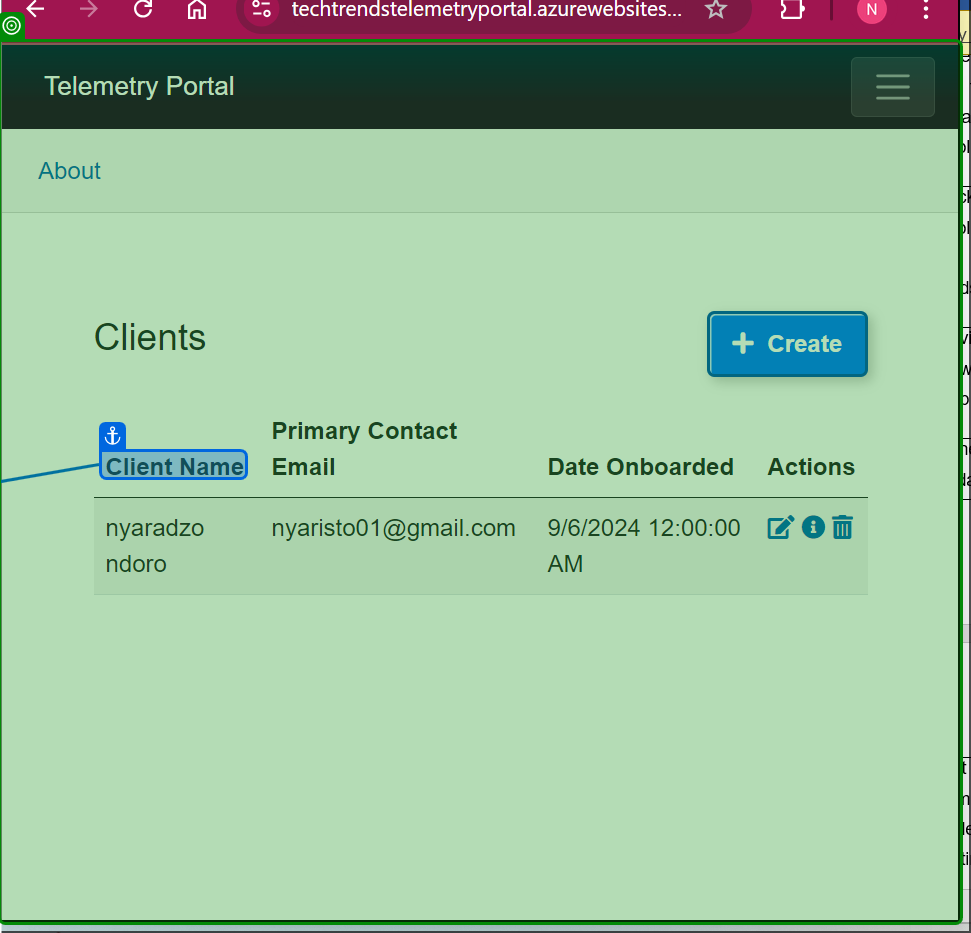 techtrendstelemetryportal.azurewebsites...
N
Telemetry Portal
About
Clients
Create
Client Name
Primary Contact
Email
Date Onboarded
Actions
nyaradzo
ndoro
nyaristo01@gmail.com
9/6/2024 12:00:00
AM